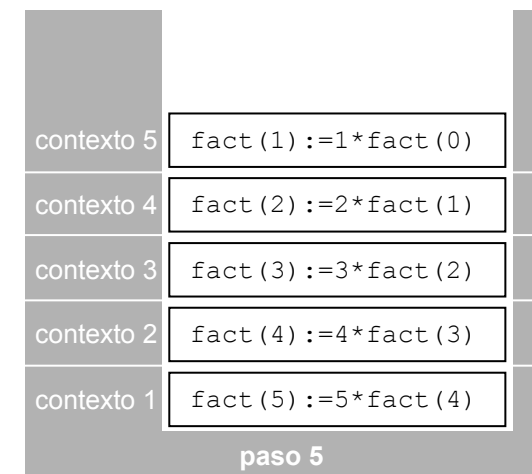 contexto 5 fact(1):=1*fact(0)
contexto 4 fact(2):=2*fact(1)
contexto 3 fact(3):=3*fact(2)
contexto 2 fact(4):=4*fact(3)
contexto 1 fact(5):=5*fact(4)
paso 5